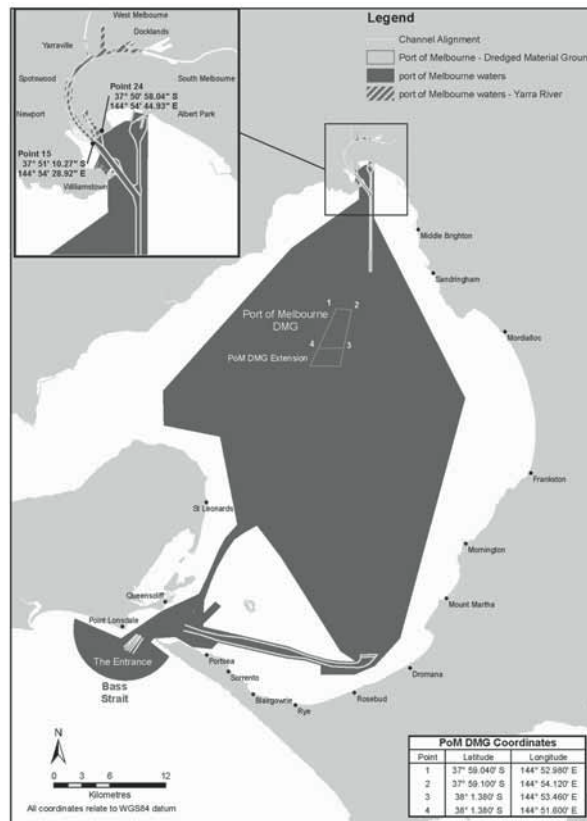 West Melbourne
Docklands
Yarraville
South Melbourne
Spotswood
Point 24
37° 50' 58.04" S
144° 54' 44.93" E
Newport
Albert Park
Point 15
37° 51' 10.27" S
144° 54' 28.92" E
Williamstown
Legend
Channel Alignment
Port of Melbourne - Dredged Material Ground
port of Melbourne waters
port of Melbourne waters - Yarra River
Middle Brighton
Sandringham
Mordialloc
1
2
Port of Melbourne
DMG
4
3
PoM DMG Extension
Frankston
St Leonards
Mornington
Mount Martha
Queenscliff
Point Lonsdale
The Entrance
Bass
Strait
Portsea
Sorrento
Blairgowrie
Rye
Rosebud
Dromana
N
0 3 6 12
Kilometres
All coordinates relate to WGS84 datum
PoM DMG Coordinates
Point Latitude Longitude
1 37° 59.040' S 144° 52.980' E
2 37° 59.100' S 144° 54.120' E
3 38° 1.380' S 144° 53.460' E
4 38° 1.380' S 144° 51.600' E